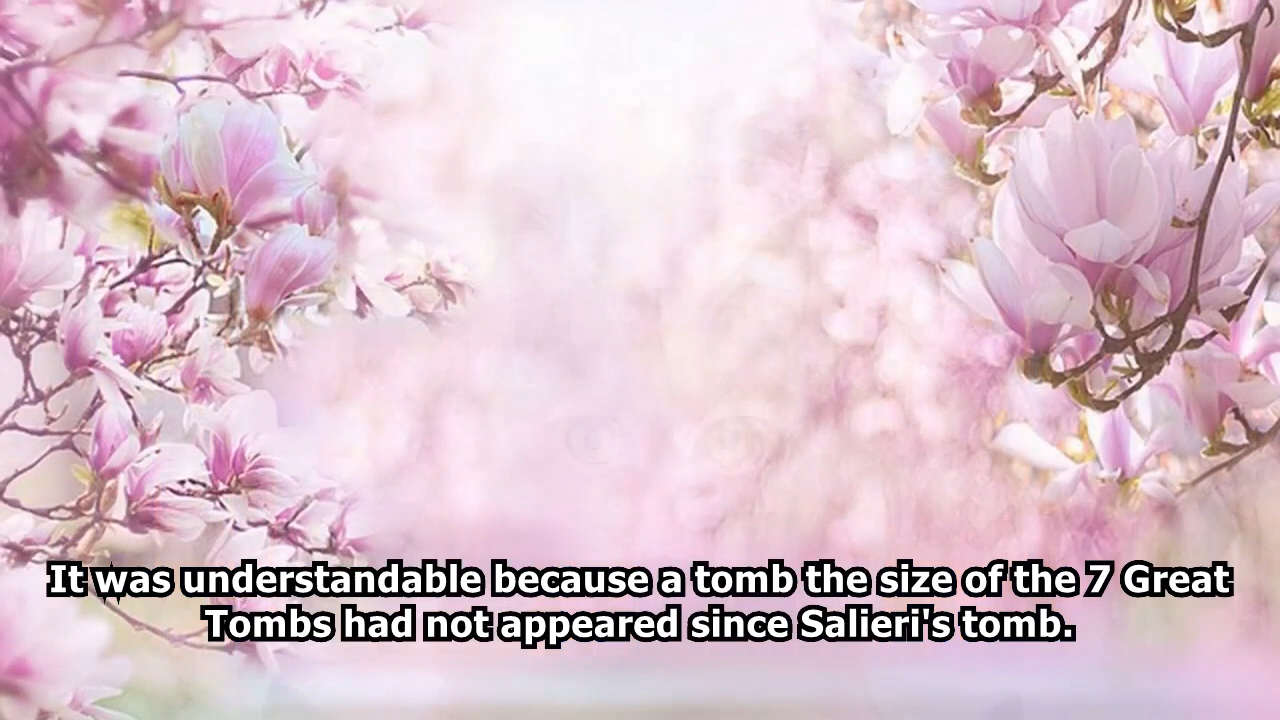 It was understandable because a tomb the size of the 7 Great
Tombs had not appeared since Salieri's tomb.